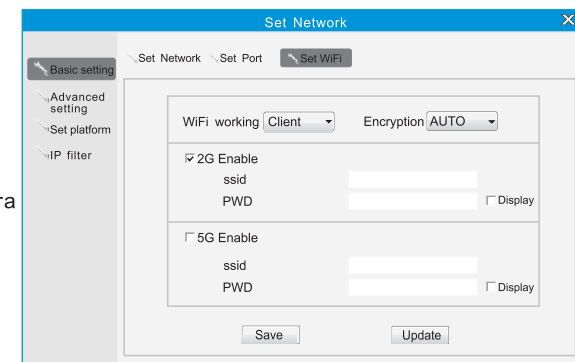 Set Network
Basic setting
Advanced
setting
Set platform
IP filter
ra
Set Network Set Port Set WiFi
WiFi working Client Encryption AUTO
2G Enable
ssid
PWD Display
5G Enable
ssid
PWD Display
Save Update